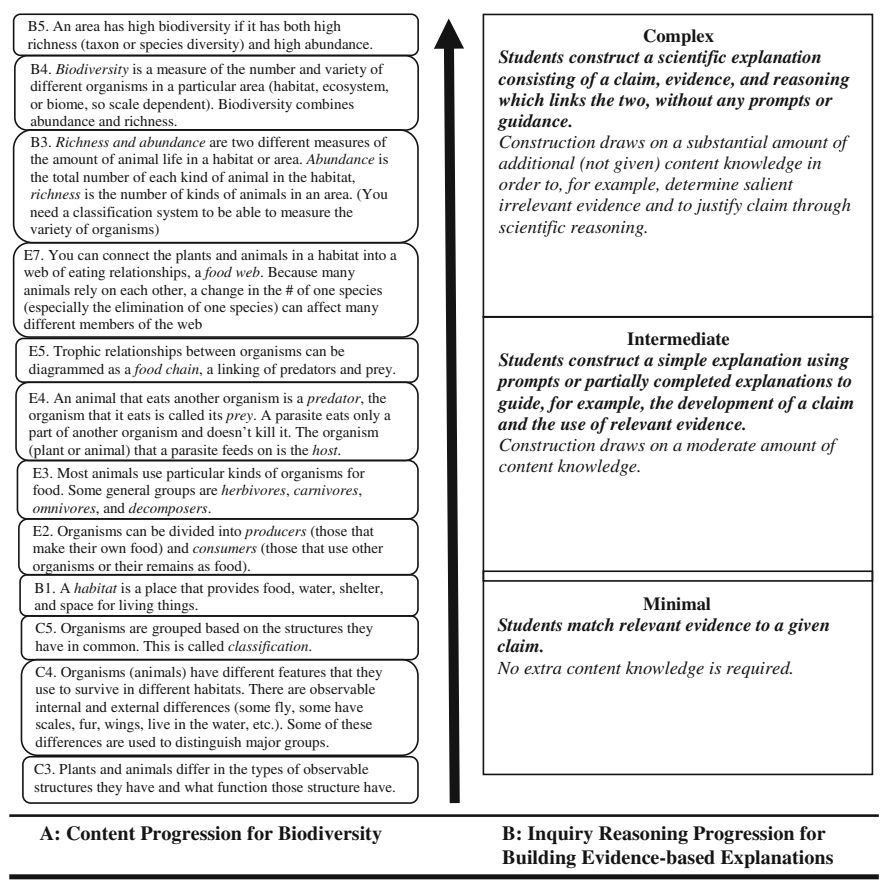 B5. An area has high biodiversity if it has both high
richness (taxon or species diversity) and high abundance.
B4. Biodiversity is a measure of the number and variety of
different organisms in a particular area (habitat, ecosystem,
or biome, so scale dependent). Biodiversity combines
abundance and richness.
B3. Richness and abundance are two different measures of
the amount of animal life in a habitat or area. Abundance is
the total number of each kind of animal in the habitat,
richness is the number of kinds of animals in an area. (You
need a classification system to be able to measure the
variety of organisms)
E7. You can connect the plants and animals in a habitat into a
web of eating relationships, a food web. Because many
animals rely on each other, a change in the # of one species
(especially the elimination of one species) can affect many
different members of the web
E5. Trophic relationships between organisms can be
diagrammed as a food chain, a linking of predators and prey.
E4. An animal that eats another organism is a predator, the
organism that it eats is called its prey. A parasite eats only a
part of another organism and doesn't kill it. The organism
(plant or animal) that a parasite feeds on is the host.
E3. Most animals use particular kinds of organisms for
food. Some general groups are herbivores, carnivores,
omnivores, and decomposers.
E2. Organisms can be divided into producers (those that
make their own food) and consumers (those that use other
organisms or their remains as food).
B1. A habitat is a place that provides food, water, shelter,
and space for living things.
C5. Organisms are grouped based on the structures they
have in common. This is called classification.
C4. Organisms (animals) have different features that they
use to survive in different habitats. There are observable
internal and external differences (some fly, some have
scales, fur, wings, live in the water, etc.). Some of these
differences are used to distinguish major groups.
C3. Plants and animals differ in the types of observable
structures they have and what function those structure have.
A: Content Progression for Biodiversity
Complex
Students construct a scientific explanation
consisting of a claim, evidence, and reasoning
which links the two, without any prompts or
guidance.
Construction draws on a substantial amount of
additional (not given) content knowledge in
order to, for example, determine salient
irrelevant evidence and to justify claim through
scientific reasoning.
Intermediate
Students construct a simple explanation using
prompts or partially completed explanations to
guide, for example, the development of a claim
and the use of relevant evidence.
Construction draws on a moderate amount of
content knowledge.
Minimal
Students match relevant evidence to a given
claim.
No extra content knowledge is required.
B: Inquiry Reasoning Progression for
Building Evidence-based Explanations